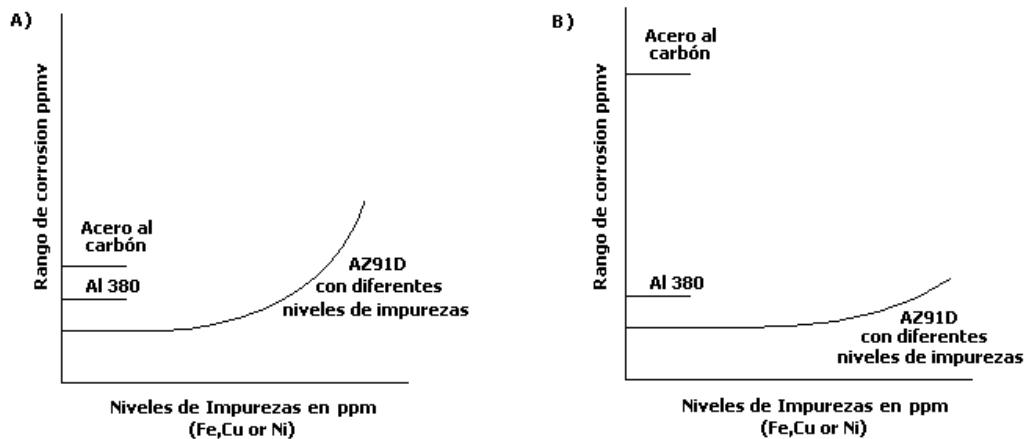 A)
Rango de corrosion ppmv
Acero al
carbón
Al 380
AZ91D
con diferentes
niveles de impurezas
Niveles de Impurezas en ppm
(Fe,Cu or Ni)
B)
Rango de corrosion ppmv
Acero al
carbón
Al 380
AZ91D
con diferentes
niveles de impurezas
Niveles de Impurezas en ppm
(Fe,Cu or Ni)